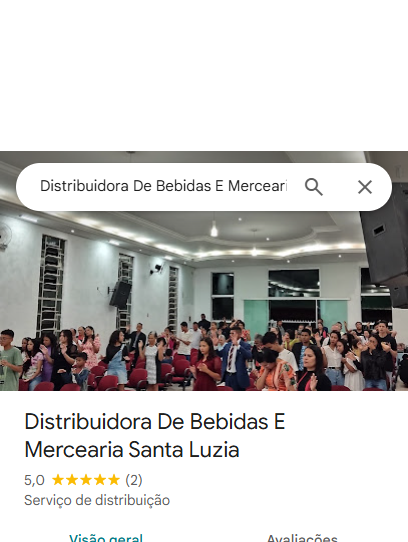 Distribuidora De Bebidas E Merceari
Distribuidora De Bebidas E
Mercearia Santa Luzia
5,0 (2)
Serviço de distribuição
Visão geral Avaliações